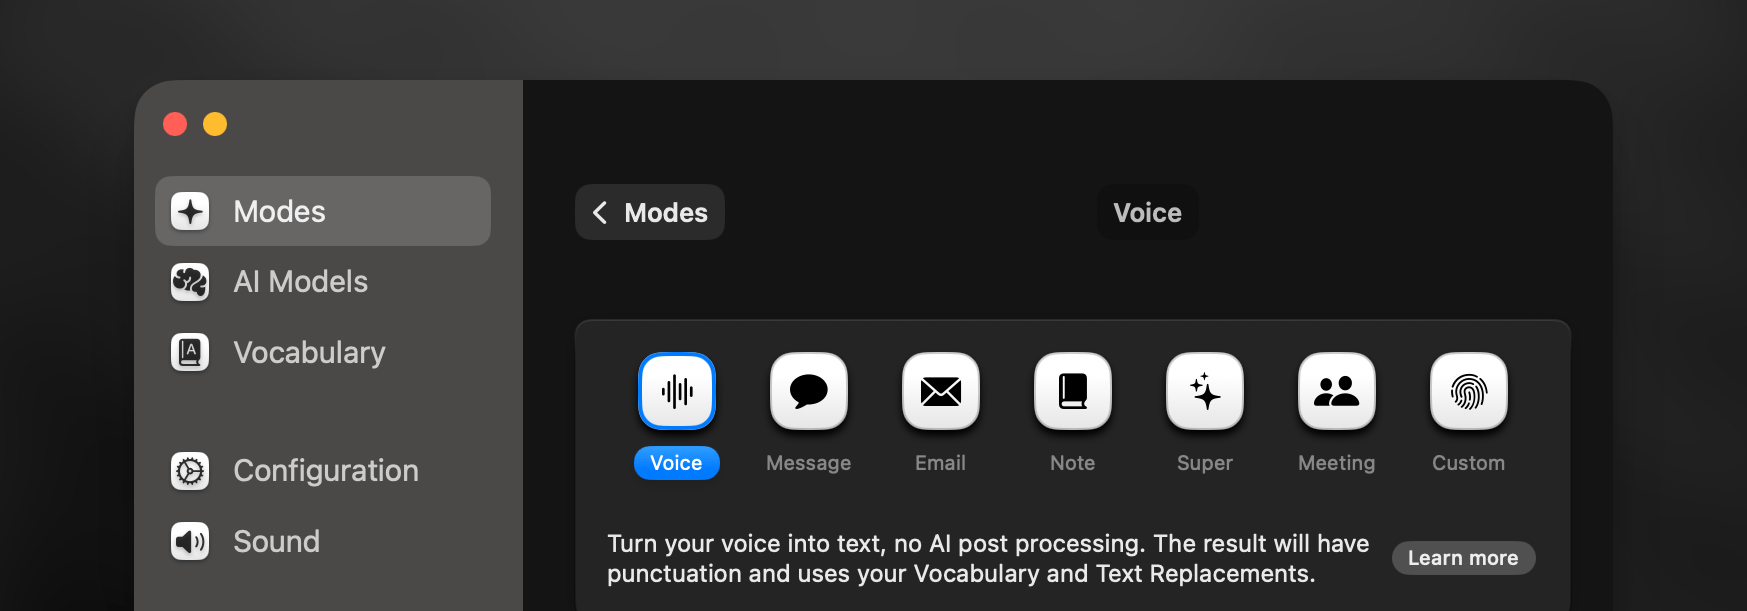 Modes
AI Models
Vocabulary
Configuration
Sound
Modes
Voice
Voice
Message
Email
Note
Super
Meeting
Custom
Turn your voice into text, no AI post processing. The result will have
punctuation and uses your Vocabulary and Text Replacements.
Learn more